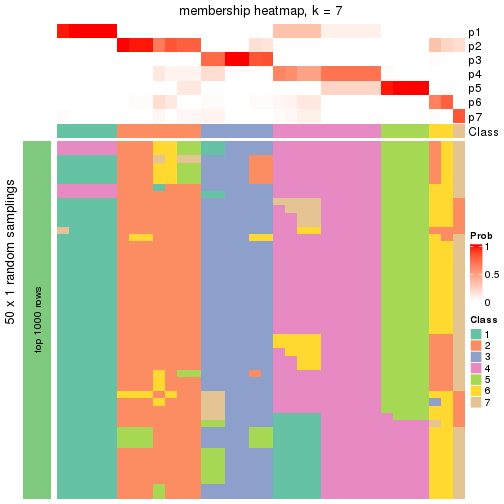 membership heatmap, k = 7
p1
p2
p3
p4
p5
p6
p7
Class
50 x 1 random samplings
top 1000 rows
Prob
1
0.5
0
Class
1
2
3
4
5
6
7